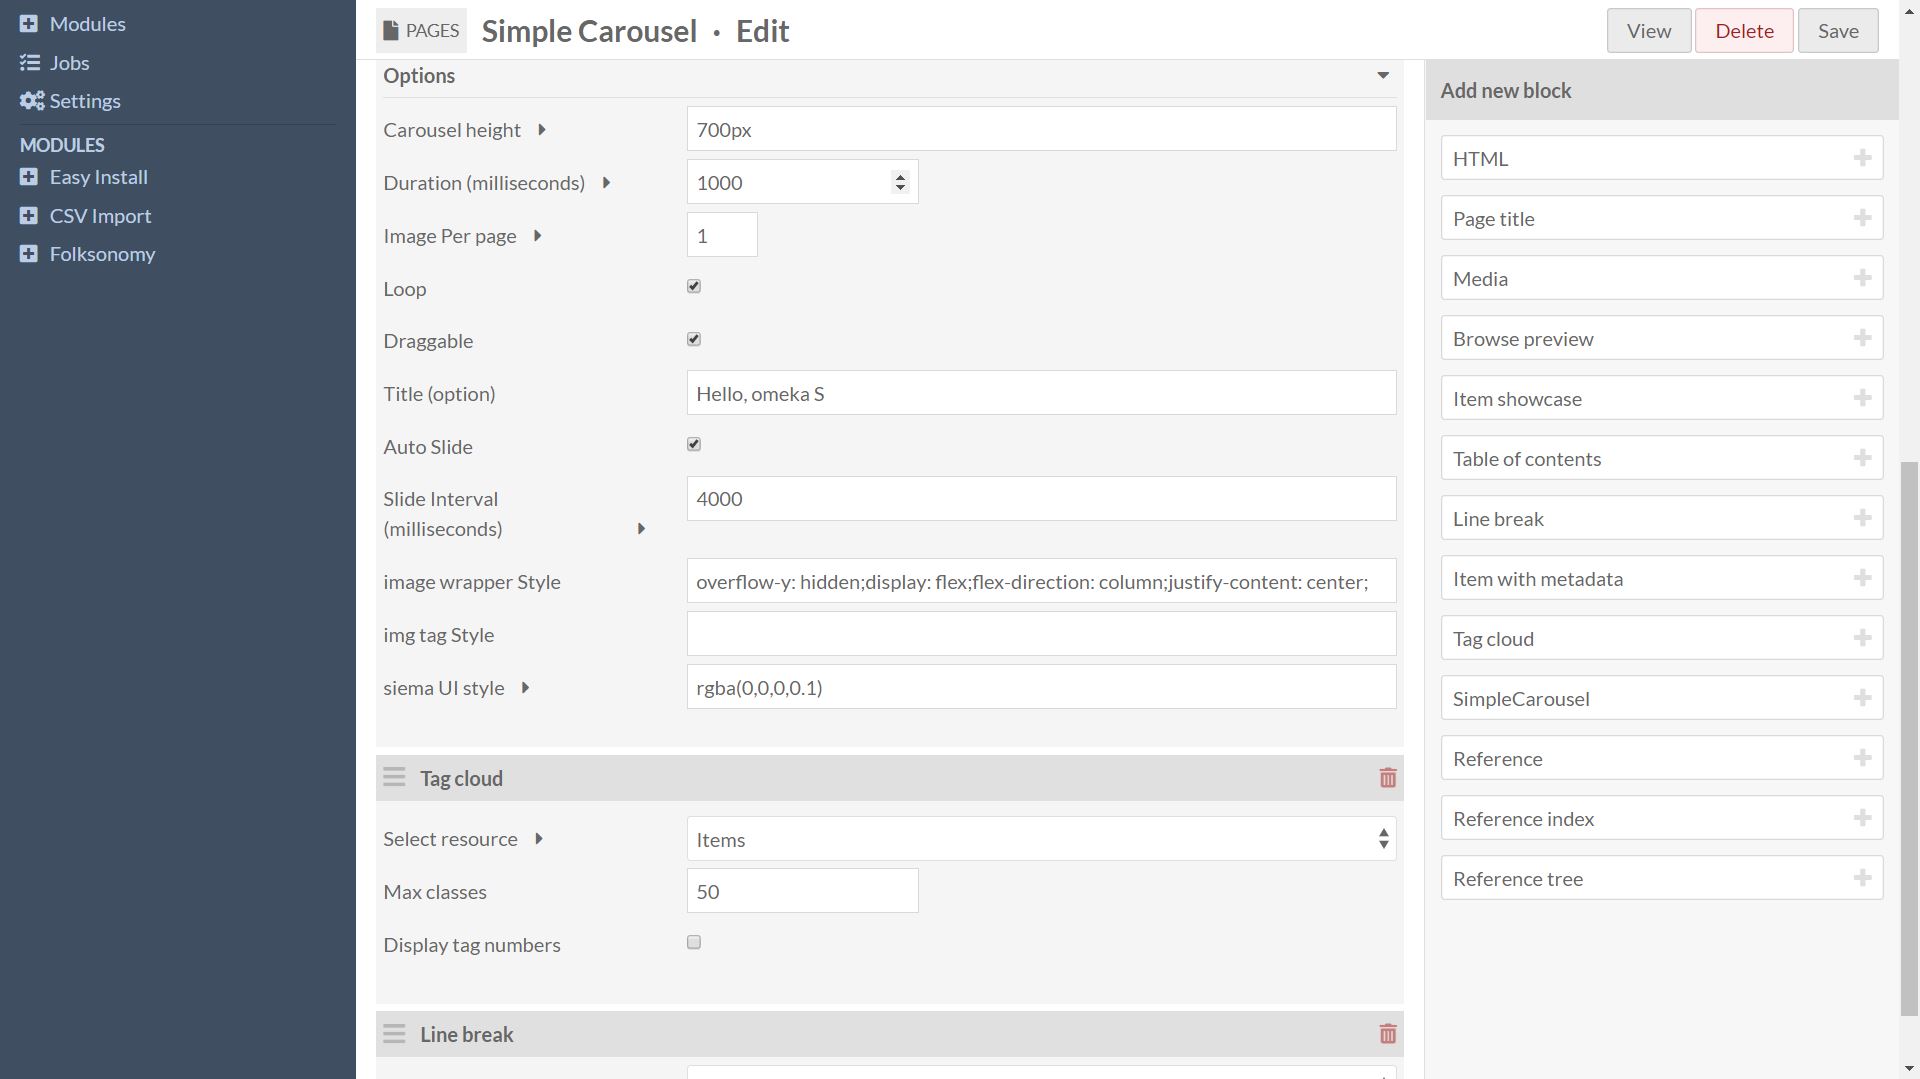 Modules
Jobs
Settings
MODULES
Easy Install
CSV Import
Folksonomy
PAGES Simple Carousel · Edit
View Delete Save
Options
Carousel height 700px
Duration (milliseconds) 1000
Image Per page 1
Loop
Draggable
Title (option) Hello, omeka S
Auto Slide
Slide Interval
(milliseconds) 4000
image wrapper Style overflow-y: hidden;display: flex;flex-direction: column;justify-content: center;
img tag Style
siema UI style rgba(0,0,0,0.1)
Tag cloud
Select resource Items
Max classes 50
Display tag numbers
Line break
Add new block
HTML
Page title
Media
Browse preview
Item showcase
Table of contents
Line break
Item with metadata
Tag cloud
SimpleCarousel
Reference
Reference index
Reference tree